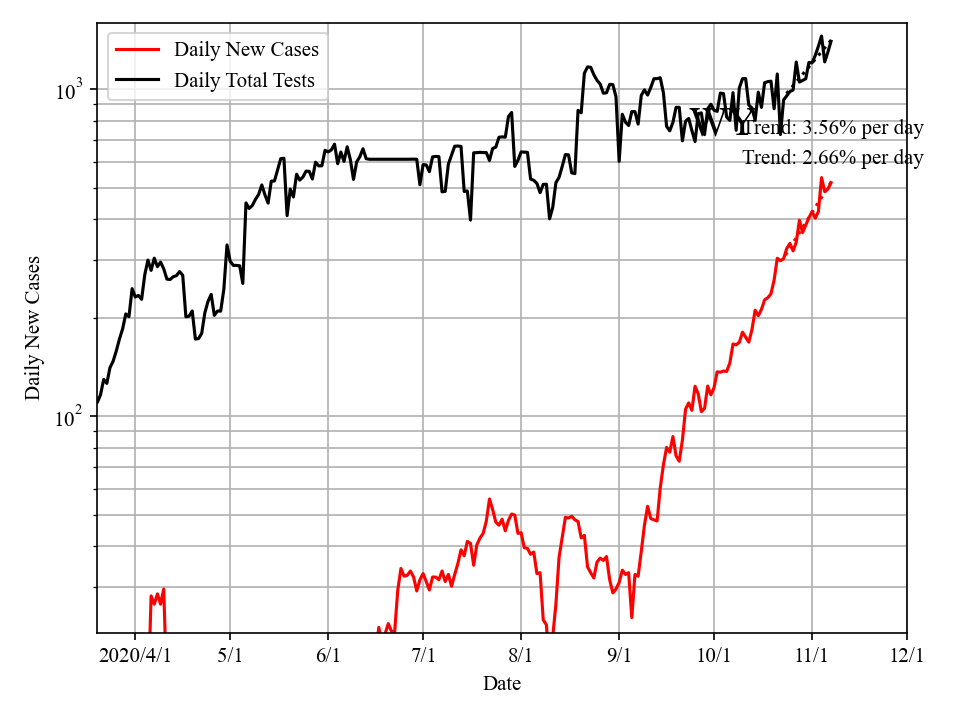 Daily New Cases
Daily Total Tests
WY
Trend: 3.56% per day
Trend: 2.66% per day
10³
10²
Daily New Cases
2020/4/1 5/1 6/1 7/1 8/1 9/1 10/1 11/1 12/1
Date